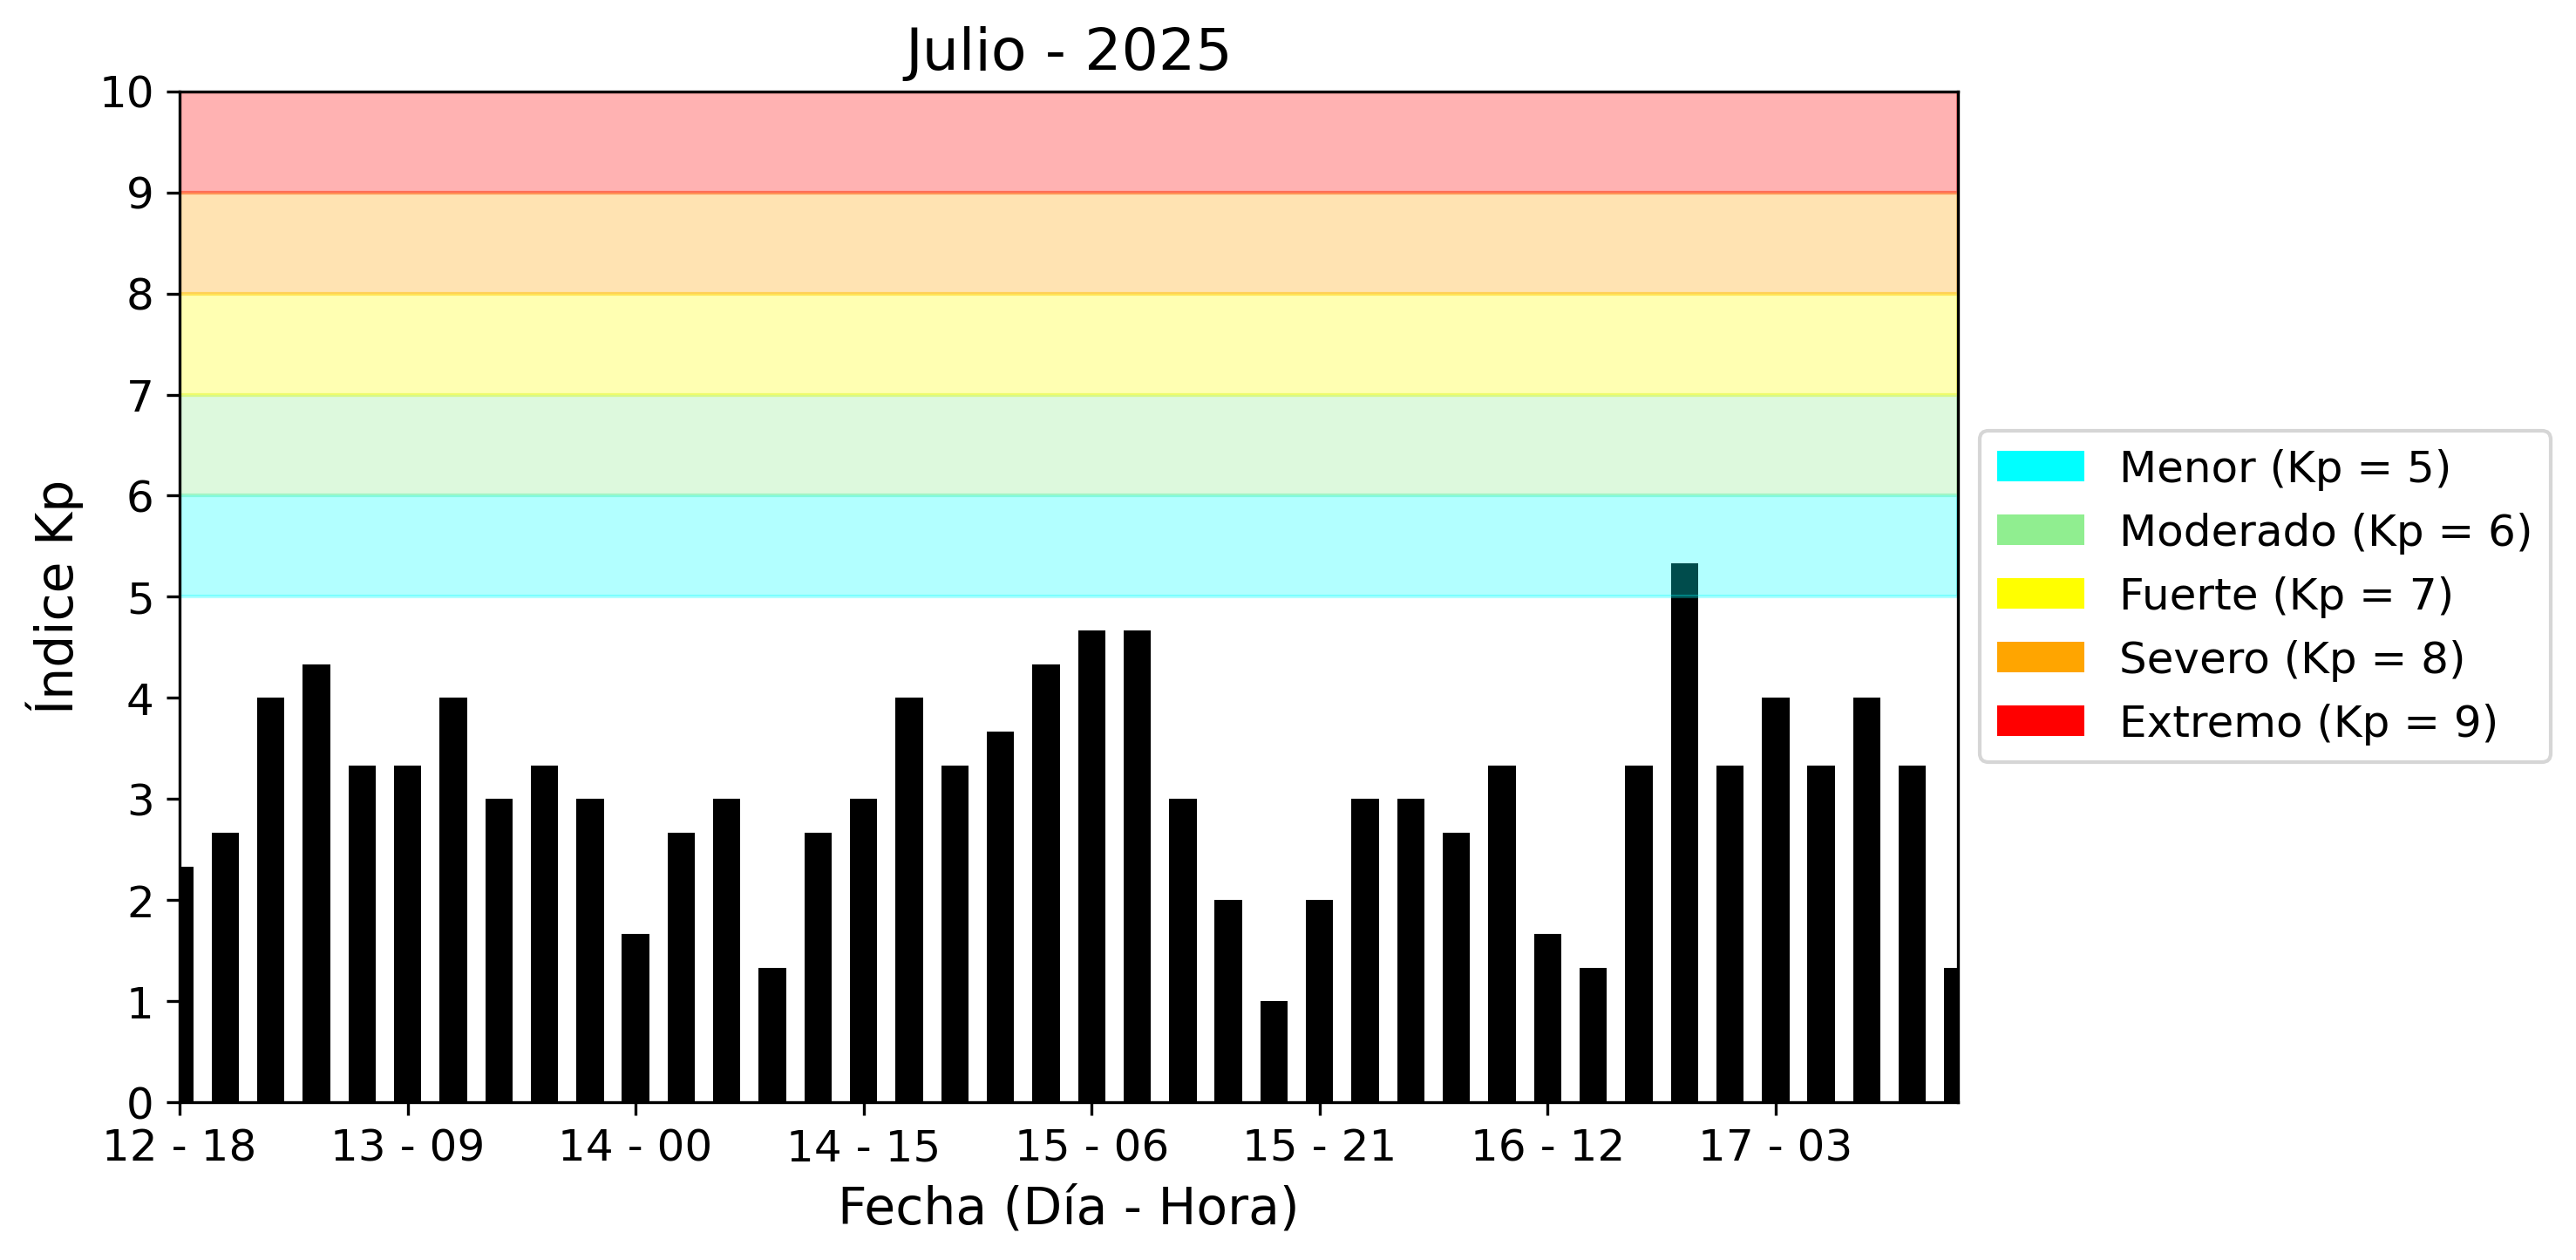 Julio - 2025
10
9
8
7
6
5
4
3
2
1
0
Índice Kp
12 - 18
13 - 09
14 - 00
14 - 15
15 - 06
15 - 21
16 - 12
17 - 03
Fecha (Día - Hora)
Menor (Kp = 5)
Moderado (Kp = 6)
Fuerte (Kp = 7)
Severo (Kp = 8)
Extremo (Kp = 9)